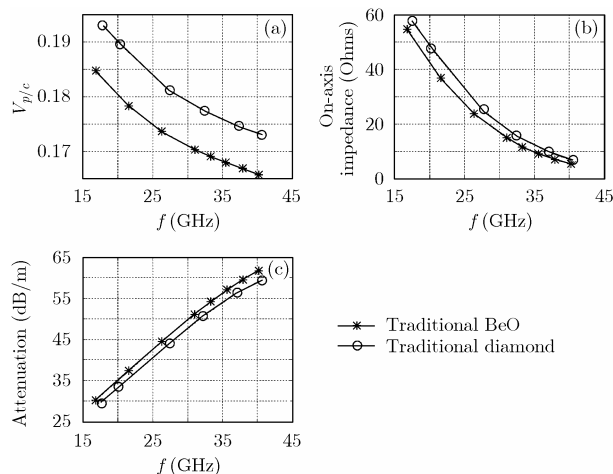 0.19
0.18
0.17
V_p/c
(a)
15 25 35 45
f (GHz)
60
40
20
0
On-axis
impedance (Ohms)
(b)
15 25 35 45
f (GHz)
65
55
45
35
25
Attenuation (dB/m)
(c)
15 25 35 45
f (GHz)
Traditional BeO
Traditional diamond